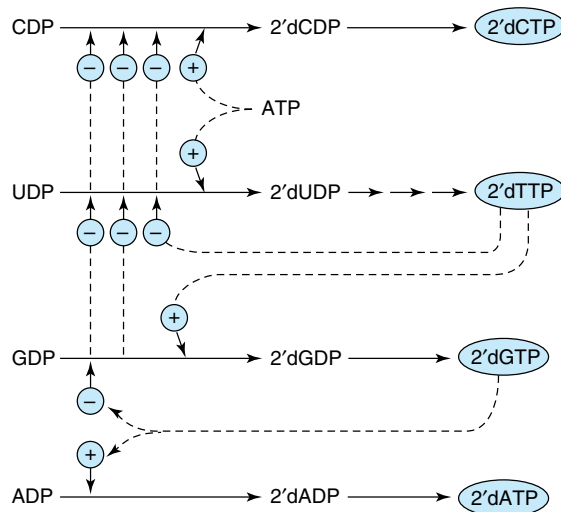 CDP 2′dCDP 2′dCTP
− − − +
ATP
+
UDP 2′dUDP 2′dTTP
− − −
+
GDP 2′dGDP 2′dGTP
−
+
ADP 2′dADP 2′dATP